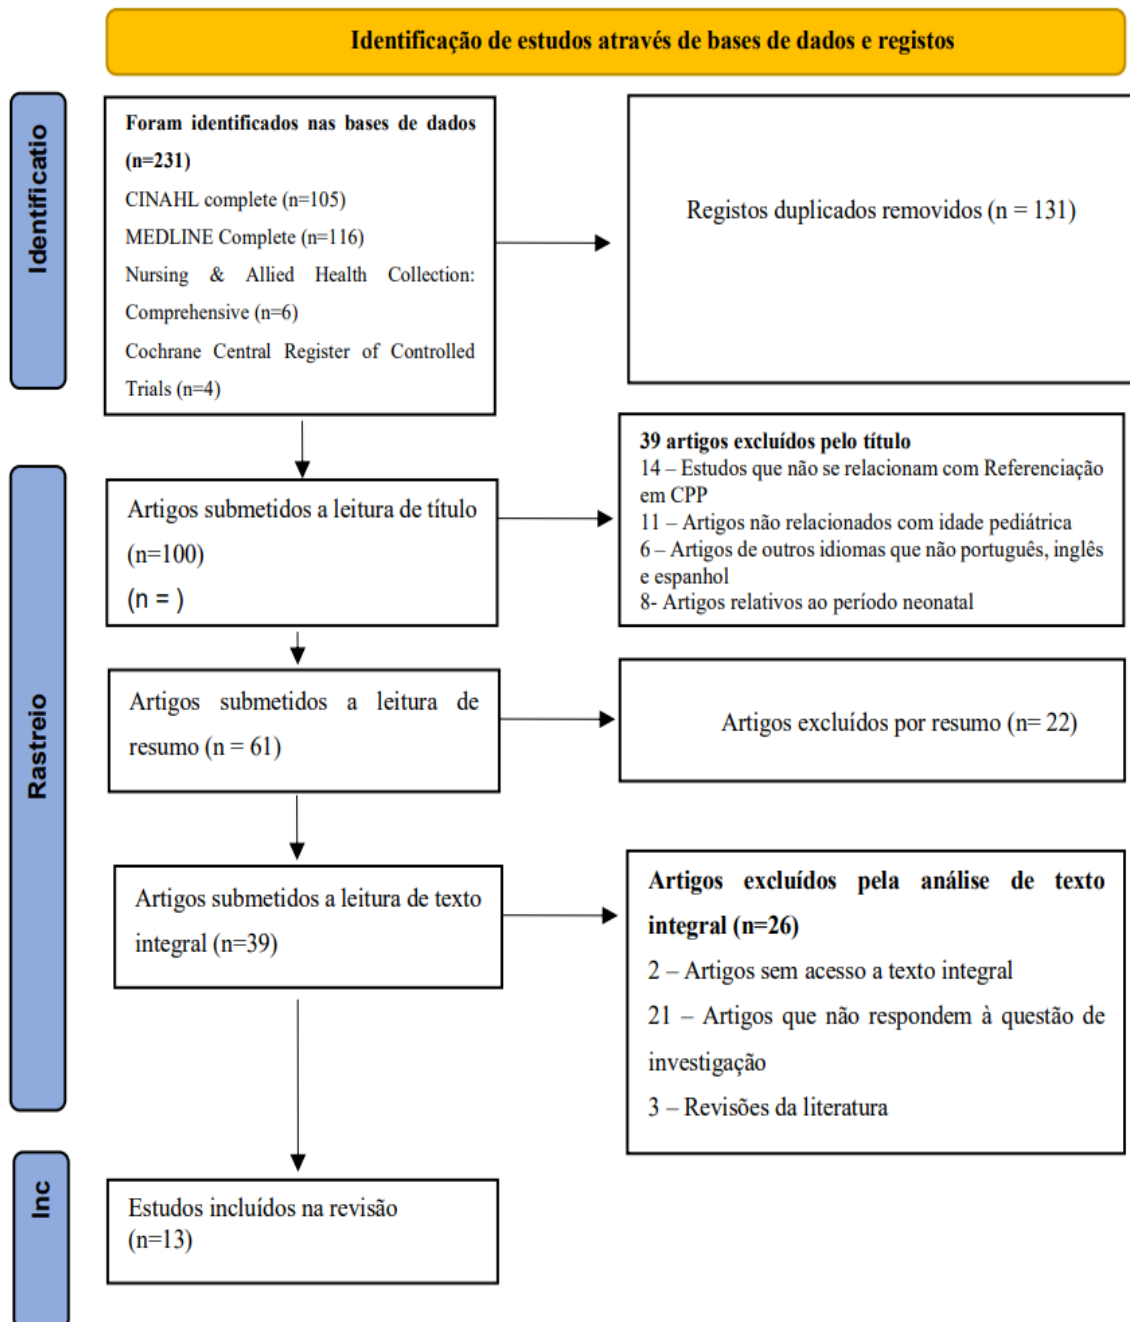 Identificação de estudos através de bases de dados e registos
Identificatio
Foram identificados nas bases de dados
(n=231)
CINAHL complete (n=105)
MEDLINE Complete (n=116)
Nursing & Allied Health Collection:
Comprehensive (n=6)
Cochrane Central Register of Controlled
Trials (n=4)
Registos duplicados removidos (n = 131)
Rastreio
Artigos submetidos a leitura de título
(n=100)
(n = )
39 artigos excluídos pelo título
14 – Estudos que não se relacionam com Referenciação
em CPP
11 – Artigos não relacionados com idade pediátrica
6 – Artigos de outros idiomas que não português, inglês
e espanhol
8- Artigos relativos ao período neonatal
Artigos submetidos a leitura de
resumo (n = 61)
Artigos excluídos por resumo (n= 22)
Artigos submetidos a leitura de texto
integral (n=39)
Artigos excluídos pela análise de texto
integral (n=26)
2 – Artigos sem acesso a texto integral
21 – Artigos que não respondem à questão de
investigação
3 – Revisões da literatura
Inc
Estudos incluídos na revisão
(n=13)